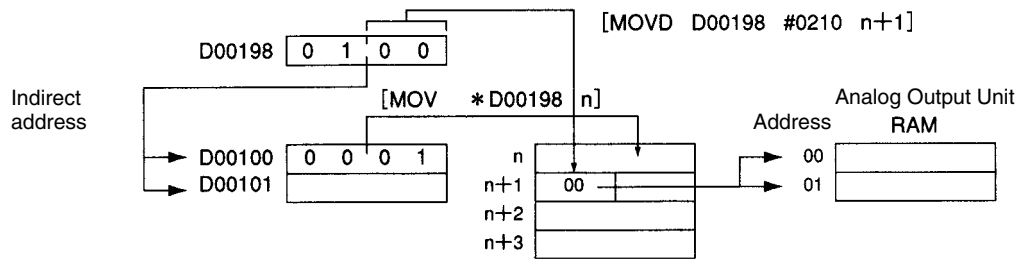 [MOVD D00198 #0210 n+1]
D00198 0 1 0 0
Indirect
address
[MOV *D00198 n]
Analog Output Unit
Address RAM
D00100 0 0 0 1
n
00
D00101
n+1 00
01
n+2
n+3